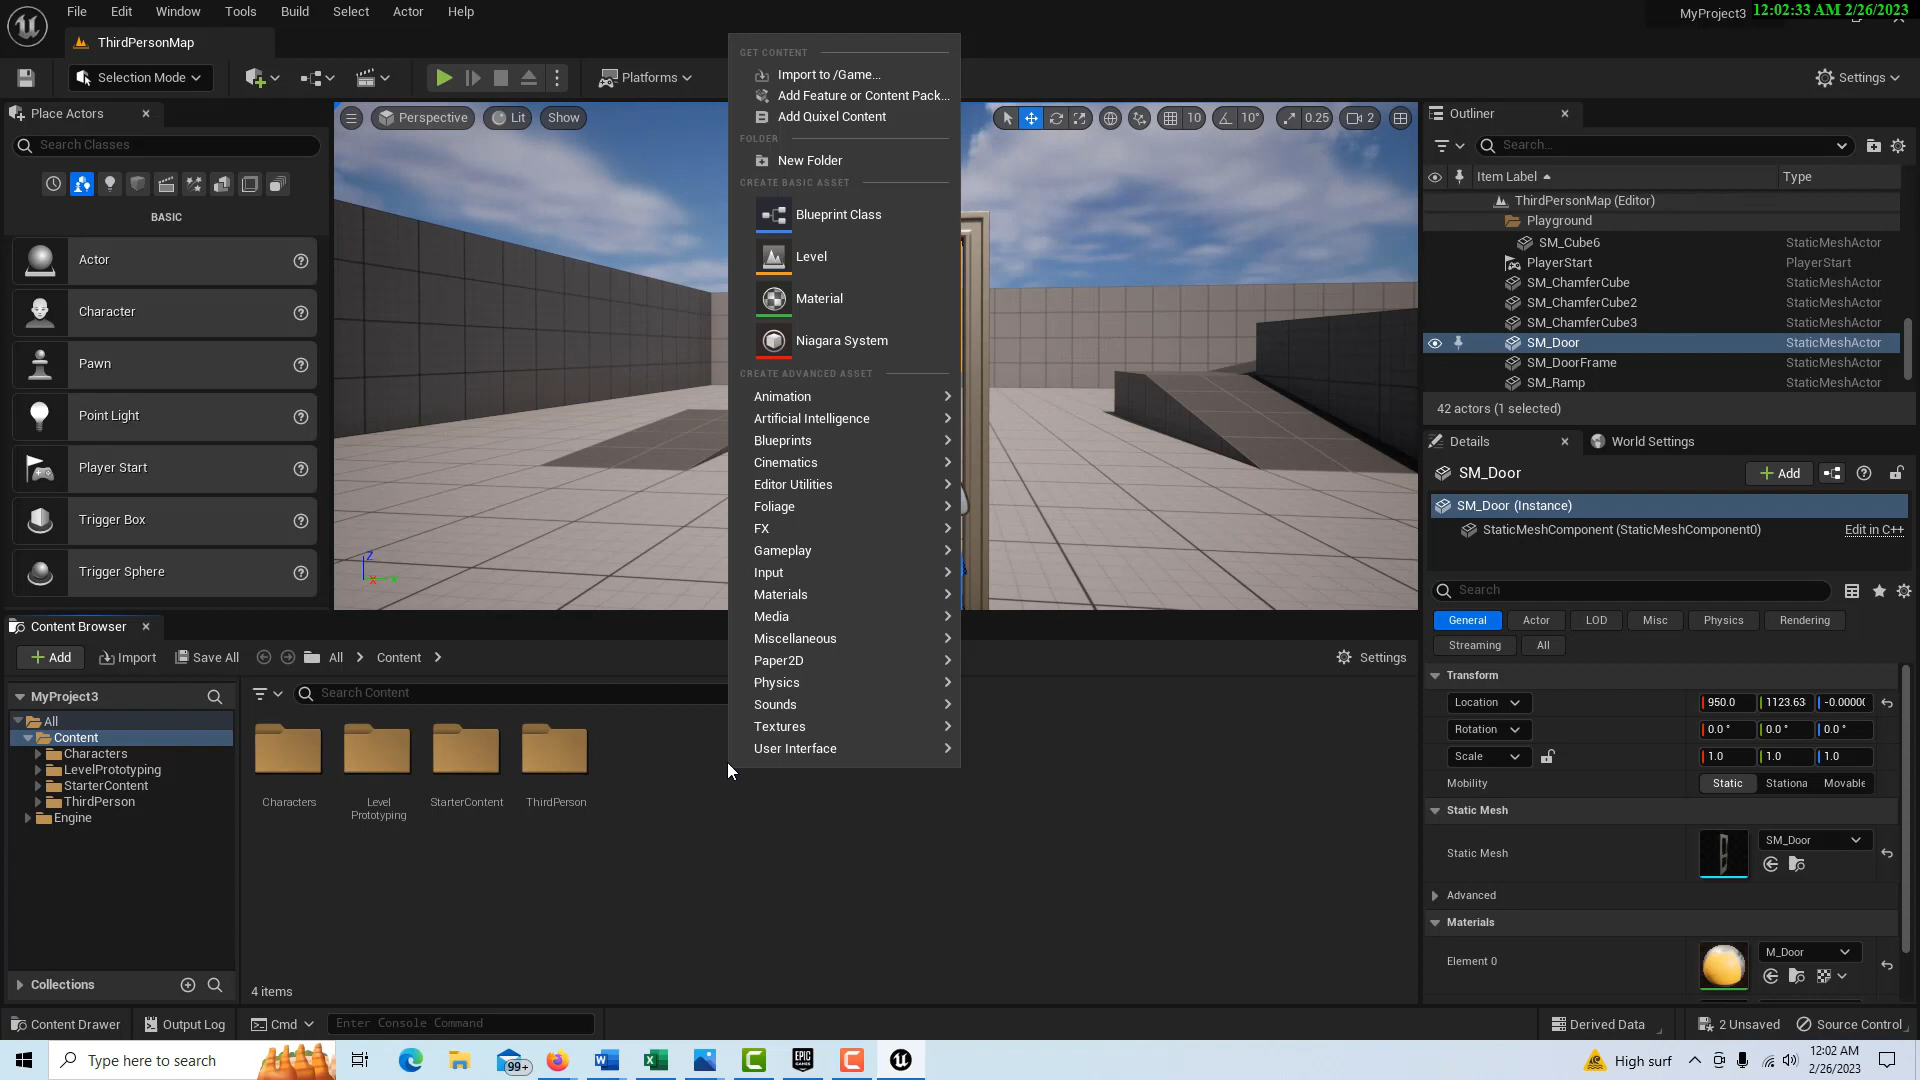 File Edit Window Tools Build Select Actor Help
MyProject3 12:02:33 AM 2/26/2023
ThirdPersonMap
Selection Mode Platforms Settings
Place Actors
Search Classes
BASIC
Actor
Character
Pawn
Point Light
Player Start
Trigger Box
Trigger Sphere
Perspective Lit Show
10 10° 0.25 2
GET CONTENT
Import to /Game...
Add Feature or Content Pack...
Add Quixel Content
FOLDER
New Folder
CREATE BASIC ASSET
Blueprint Class
Level
Material
Niagara System
CREATE ADVANCED ASSET
Animation
Artificial Intelligence
Blueprints
Cinematics
Editor Utilities
Foliage
FX
Gameplay
Input
Materials
Media
Miscellaneous
Paper2D
Physics
Sounds
Textures
User Interface
Outliner
Search...
Item Label Type
ThirdPersonMap (Editor)
Playground
SM_Cube6 StaticMeshActor
PlayerStart PlayerStart
SM_ChamferCube StaticMeshActor
SM_ChamferCube2 StaticMeshActor
SM_ChamferCube3 StaticMeshActor
SM_Door StaticMeshActor
SM_DoorFrame StaticMeshActor
SM_Ramp StaticMeshActor
42 actors (1 selected)
Details World Settings
SM_Door Add
SM_Door (Instance)
StaticMeshComponent (StaticMeshComponent0) Edit in C++
Search
General Actor LOD Misc Physics Rendering
Streaming All
Transform
Location 950.0 1123.63 -0.0000
Rotation 0.0 ° 0.0 ° 0.0 °
Scale 1.0 1.0 1.0
Mobility Static Stationa Movable
Static Mesh
Static Mesh SM_Door
Advanced
Materials
Element 0 M_Door
Content Browser
Add Import Save All All Content Settings
MyProject3
All
Content
Characters
LevelPrototyping
StarterContent
ThirdPerson
Engine
Collections
Search Content
Characters Level Prototyping StarterContent ThirdPerson
4 items
Content Drawer Output Log Cmd Enter Console Command Derived Data 2 Unsaved Source Control
Type here to search 99+ High surf 12:02 AM
2/26/2023